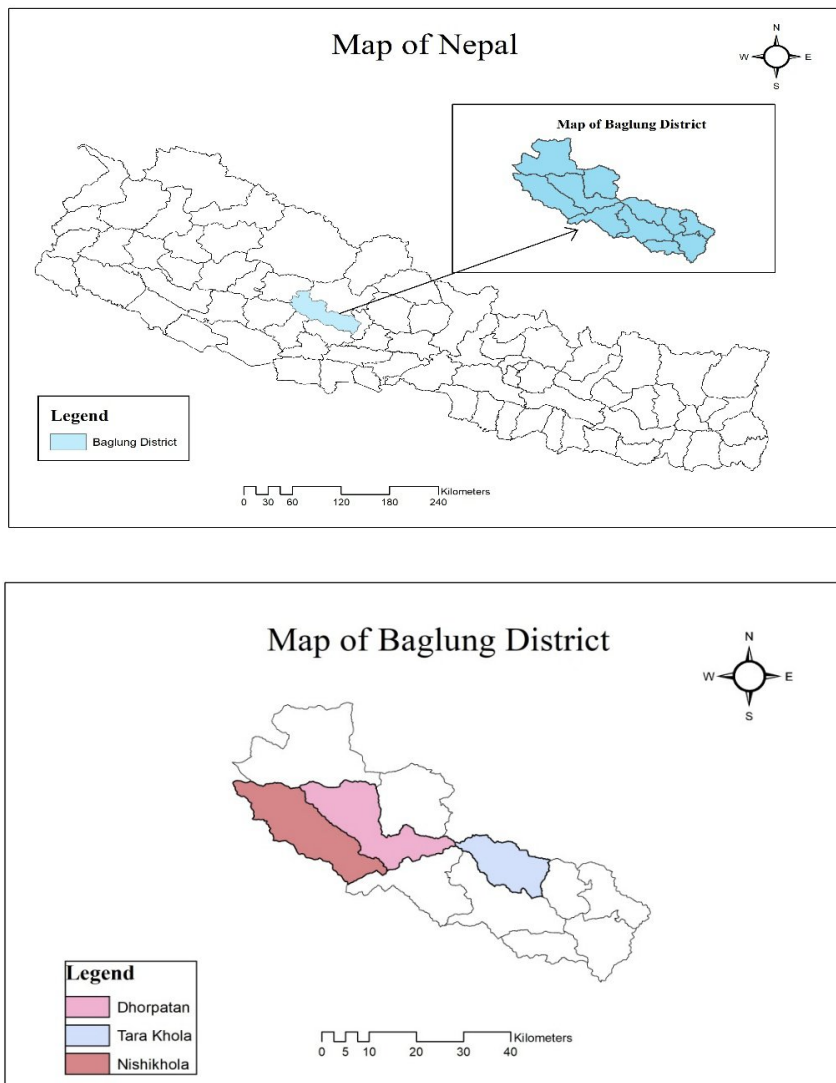 Map of Nepal
N
W E
S
Map of Baglung District
Legend
Baglung District
Kilometers
0 30 60 120 180 240
Map of Baglung District
N
W E
S
Legend
Dhorpatan
Tara Khola
Nishikhola
Kilometers
0 5 10 20 30 40